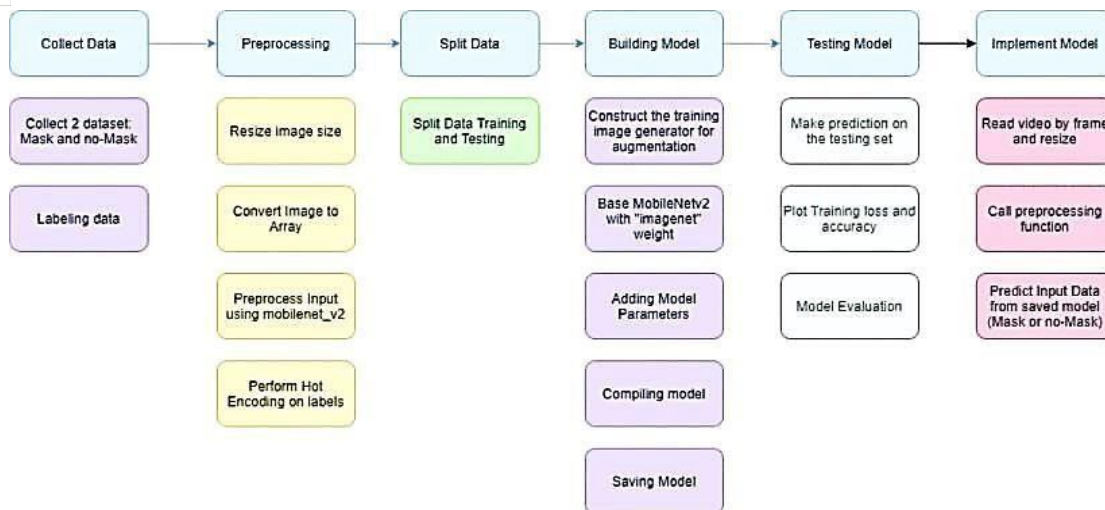 Collect Data
Preprocessing
Split Data
Building Model
Testing Model
Implement Model
Collect 2 dataset:
Mask and no-Mask
Labeling data
Resize image size
Convert Image to
Array
Preprocess Input
using mobilenet_v2
Perform Hot
Encoding on labels
Split Data Training
and Testing
Construct the training
image generator for
augmentation
Base MobileNetv2
with "imagenet"
weight
Adding Model
Parameters
Compiling model
Saving Model
Make prediction on
the testing set
Plot Training loss and
accuracy
Model Evaluation
Read video by frame
and resize
Call preprocessing
function
Predict Input Data
from saved model
(Mask or no-Mask)